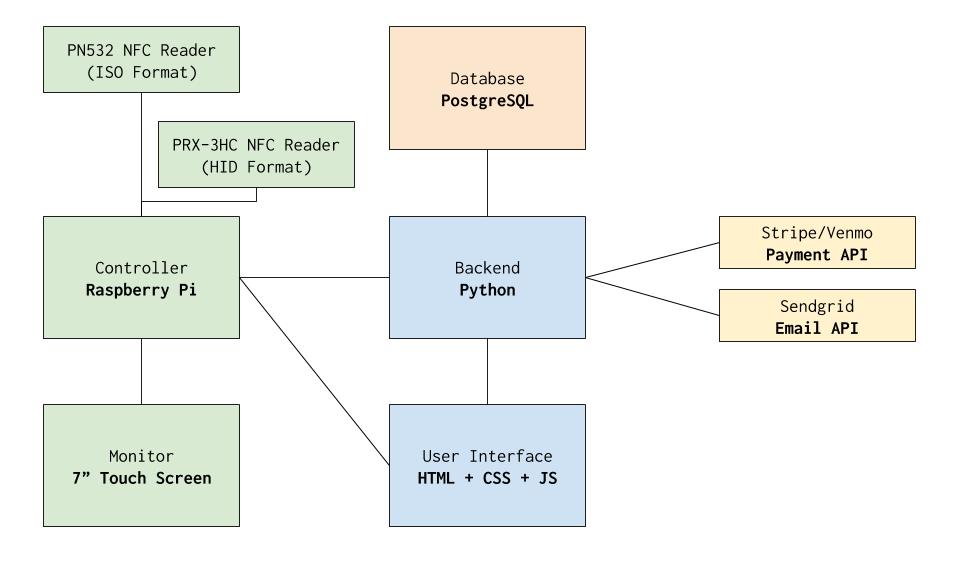 PN532 NFC Reader
(ISO Format)
PRX-3HC NFC Reader
(HID Format)
Database
PostgreSQL
Controller
Raspberry Pi
Backend
Python
Stripe/Venmo
Payment API
Sendgrid
Email API
Monitor
7” Touch Screen
User Interface
HTML + CSS + JS